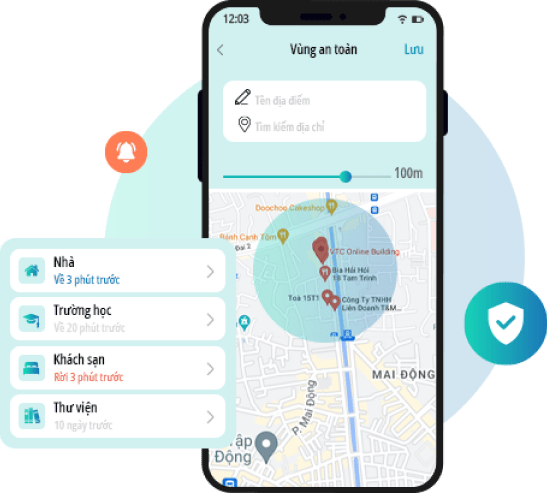 12:03
Vùng an toàn
Lưu
Tên địa điểm
Tìm kiếm địa chỉ
100m
Doochoo Cakeshop
Bánh Canh Tôm
Đại 2
VTC Online Building
Bia Hải Hói
18 Tam Trinh
Toà 15T1
Công Ty TNHH
Liên Doanh T&M...
MAI ĐỘNG
P. Mai Động
Tập
Động
Nhà
Về 3 phút trước
Trường học
Về 20 phút trước
Khách sạn
Rời 3 phút trước
Thư viện
10 ngày trước